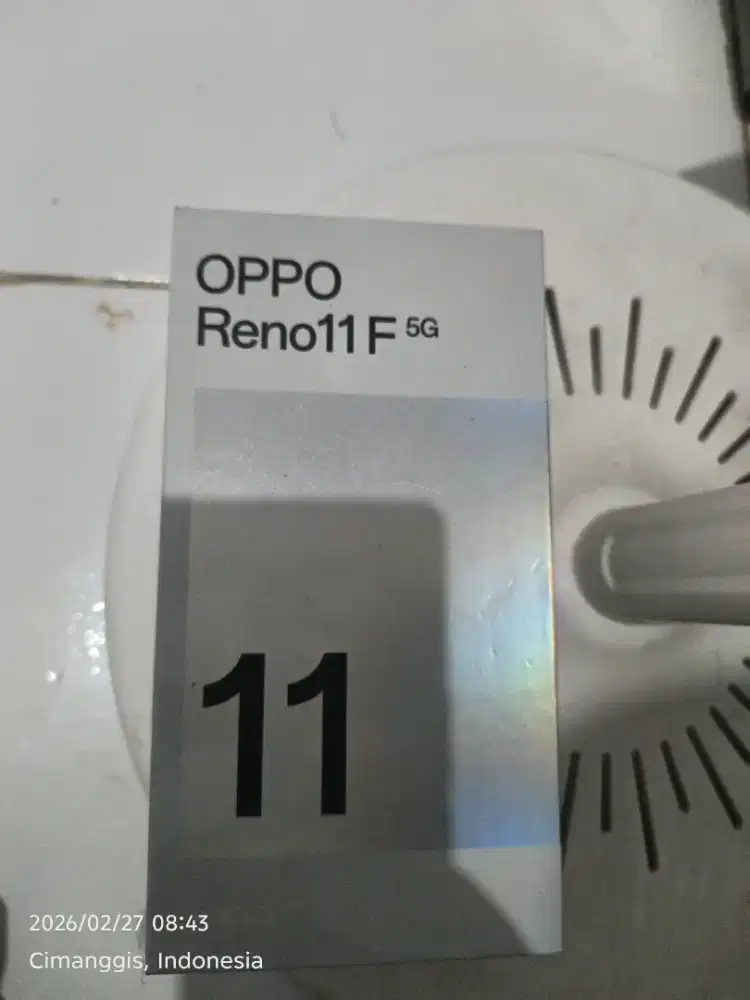 OPPO
Reno11 F 5G
11
2026/02/27 08:43
Cimanggis, Indonesia